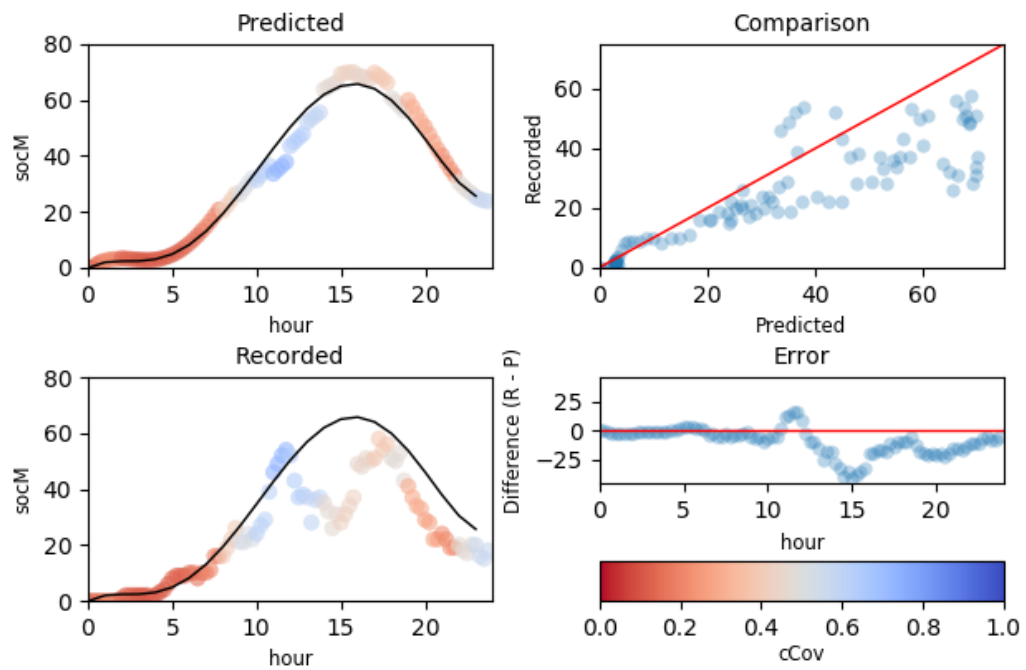 Predicted
80
60
40
20
0
socM
0 5 10 15 20
hour
Comparison
60
40
20
0
Recorded
0 20 40 60
Predicted
Recorded
80
60
40
20
0
socM
0 5 10 15 20
hour
Error
25
0
−25
Difference (R - P)
0 5 10 15 20
hour
0.0 0.2 0.4 0.6 0.8 1.0
cCov